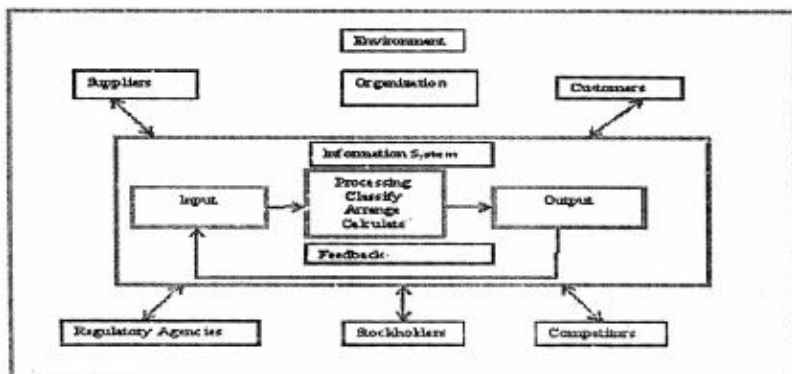 Environment
Suppliers
Organization
Customers
Information System
Input
Processing
Classify
Arrange
Calculate
Output
Feedback
Regulatory Agencies
Stockholders
Competitors